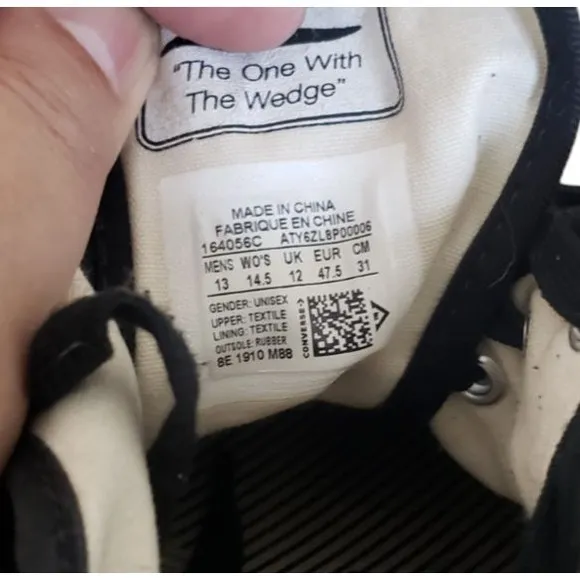 "The One With
The Wedge"
MADE IN CHINA
FABRIQUE EN CHINE
164056C ATY6ZL8P00006
MENS WO'S UK EUR CM
13 14.5 12 47.5 31
GENDER: UNISEX
UPPER: TEXTILE
LINING: TEXTILE
OUTSOLE: RUBBER
8E 1910 M88
CONVERSE